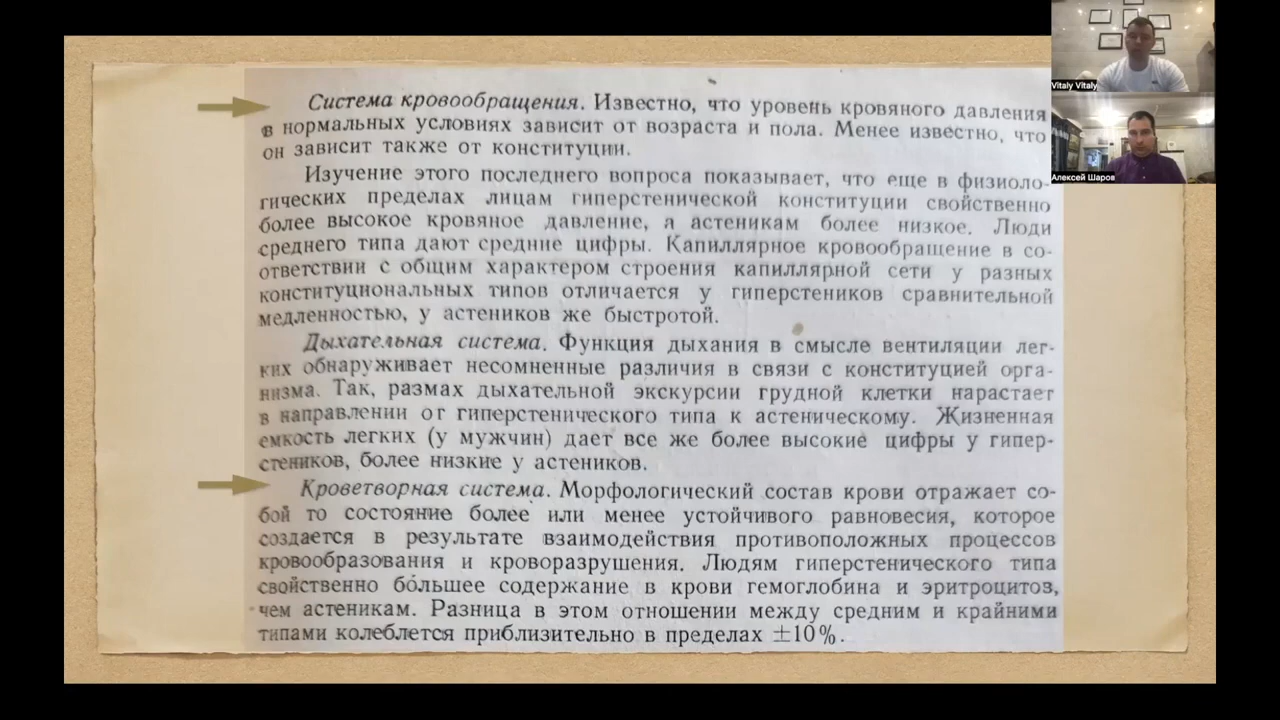 Система кровообращения. Известно, что уровень кровяного давления
в нормальных условиях зависит от возраста и пола. Менее известно, что
он зависит также от конституции.
Изучение этого последнего вопроса показывает, что еще в физиоло-
гических пределах лицам гиперстенической конституции свойственно
более высокое кровяное давление, а астеникам более низкое. Люди
среднего типа дают средние цифры. Капиллярное кровообращение в со-
ответствии с общим характером строения капиллярной сети у разных
конституциональных типов отличается у гиперстеников сравнительной
медленностью, у астеников же быстротой.
Дыхательная система. Функция дыхания в смысле вентиляции лег-
ких обнаруживает несомненные различия в связи с конституцией орга-
низма. Так, размах дыхательной экскурсии грудной клетки нарастает
в направлении от гиперстенического типа к астеническому. Жизненная
емкость легких (у мужчин) дает все же более высокие цифры у гипер-
стеников, более низкие у астеников.
Кроветворная система. Морфологический состав крови отражает со-
бой то состояние более или менее устойчивого равновесия, которое
создается в результате взаимодействия противоположных процессов
кровообразования и кроворазрушения. Людям гиперстенического типа
свойственно бо́льшее содержание в крови гемоглобина и эритроцитов,
чем астеникам. Разница в этом отношении между средним и крайними
типами колеблется приблизительно в пределах ±10%.
Vitaly Vitaly
Алексей Шаров